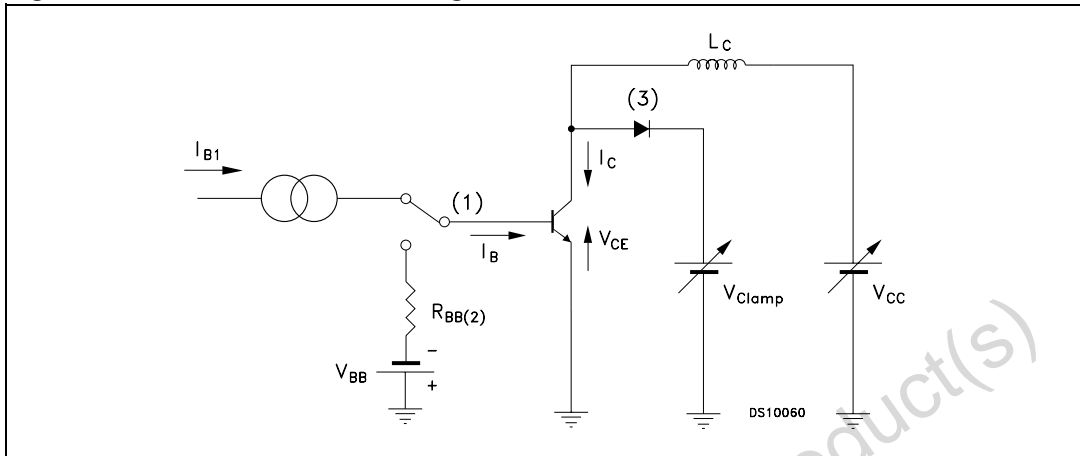 L_C
(3)
I_B1
I_C
(1)
I_B
V_CE
R_BB(2)
V_BB
−
+
V_Clamp
V_CC
DS10060